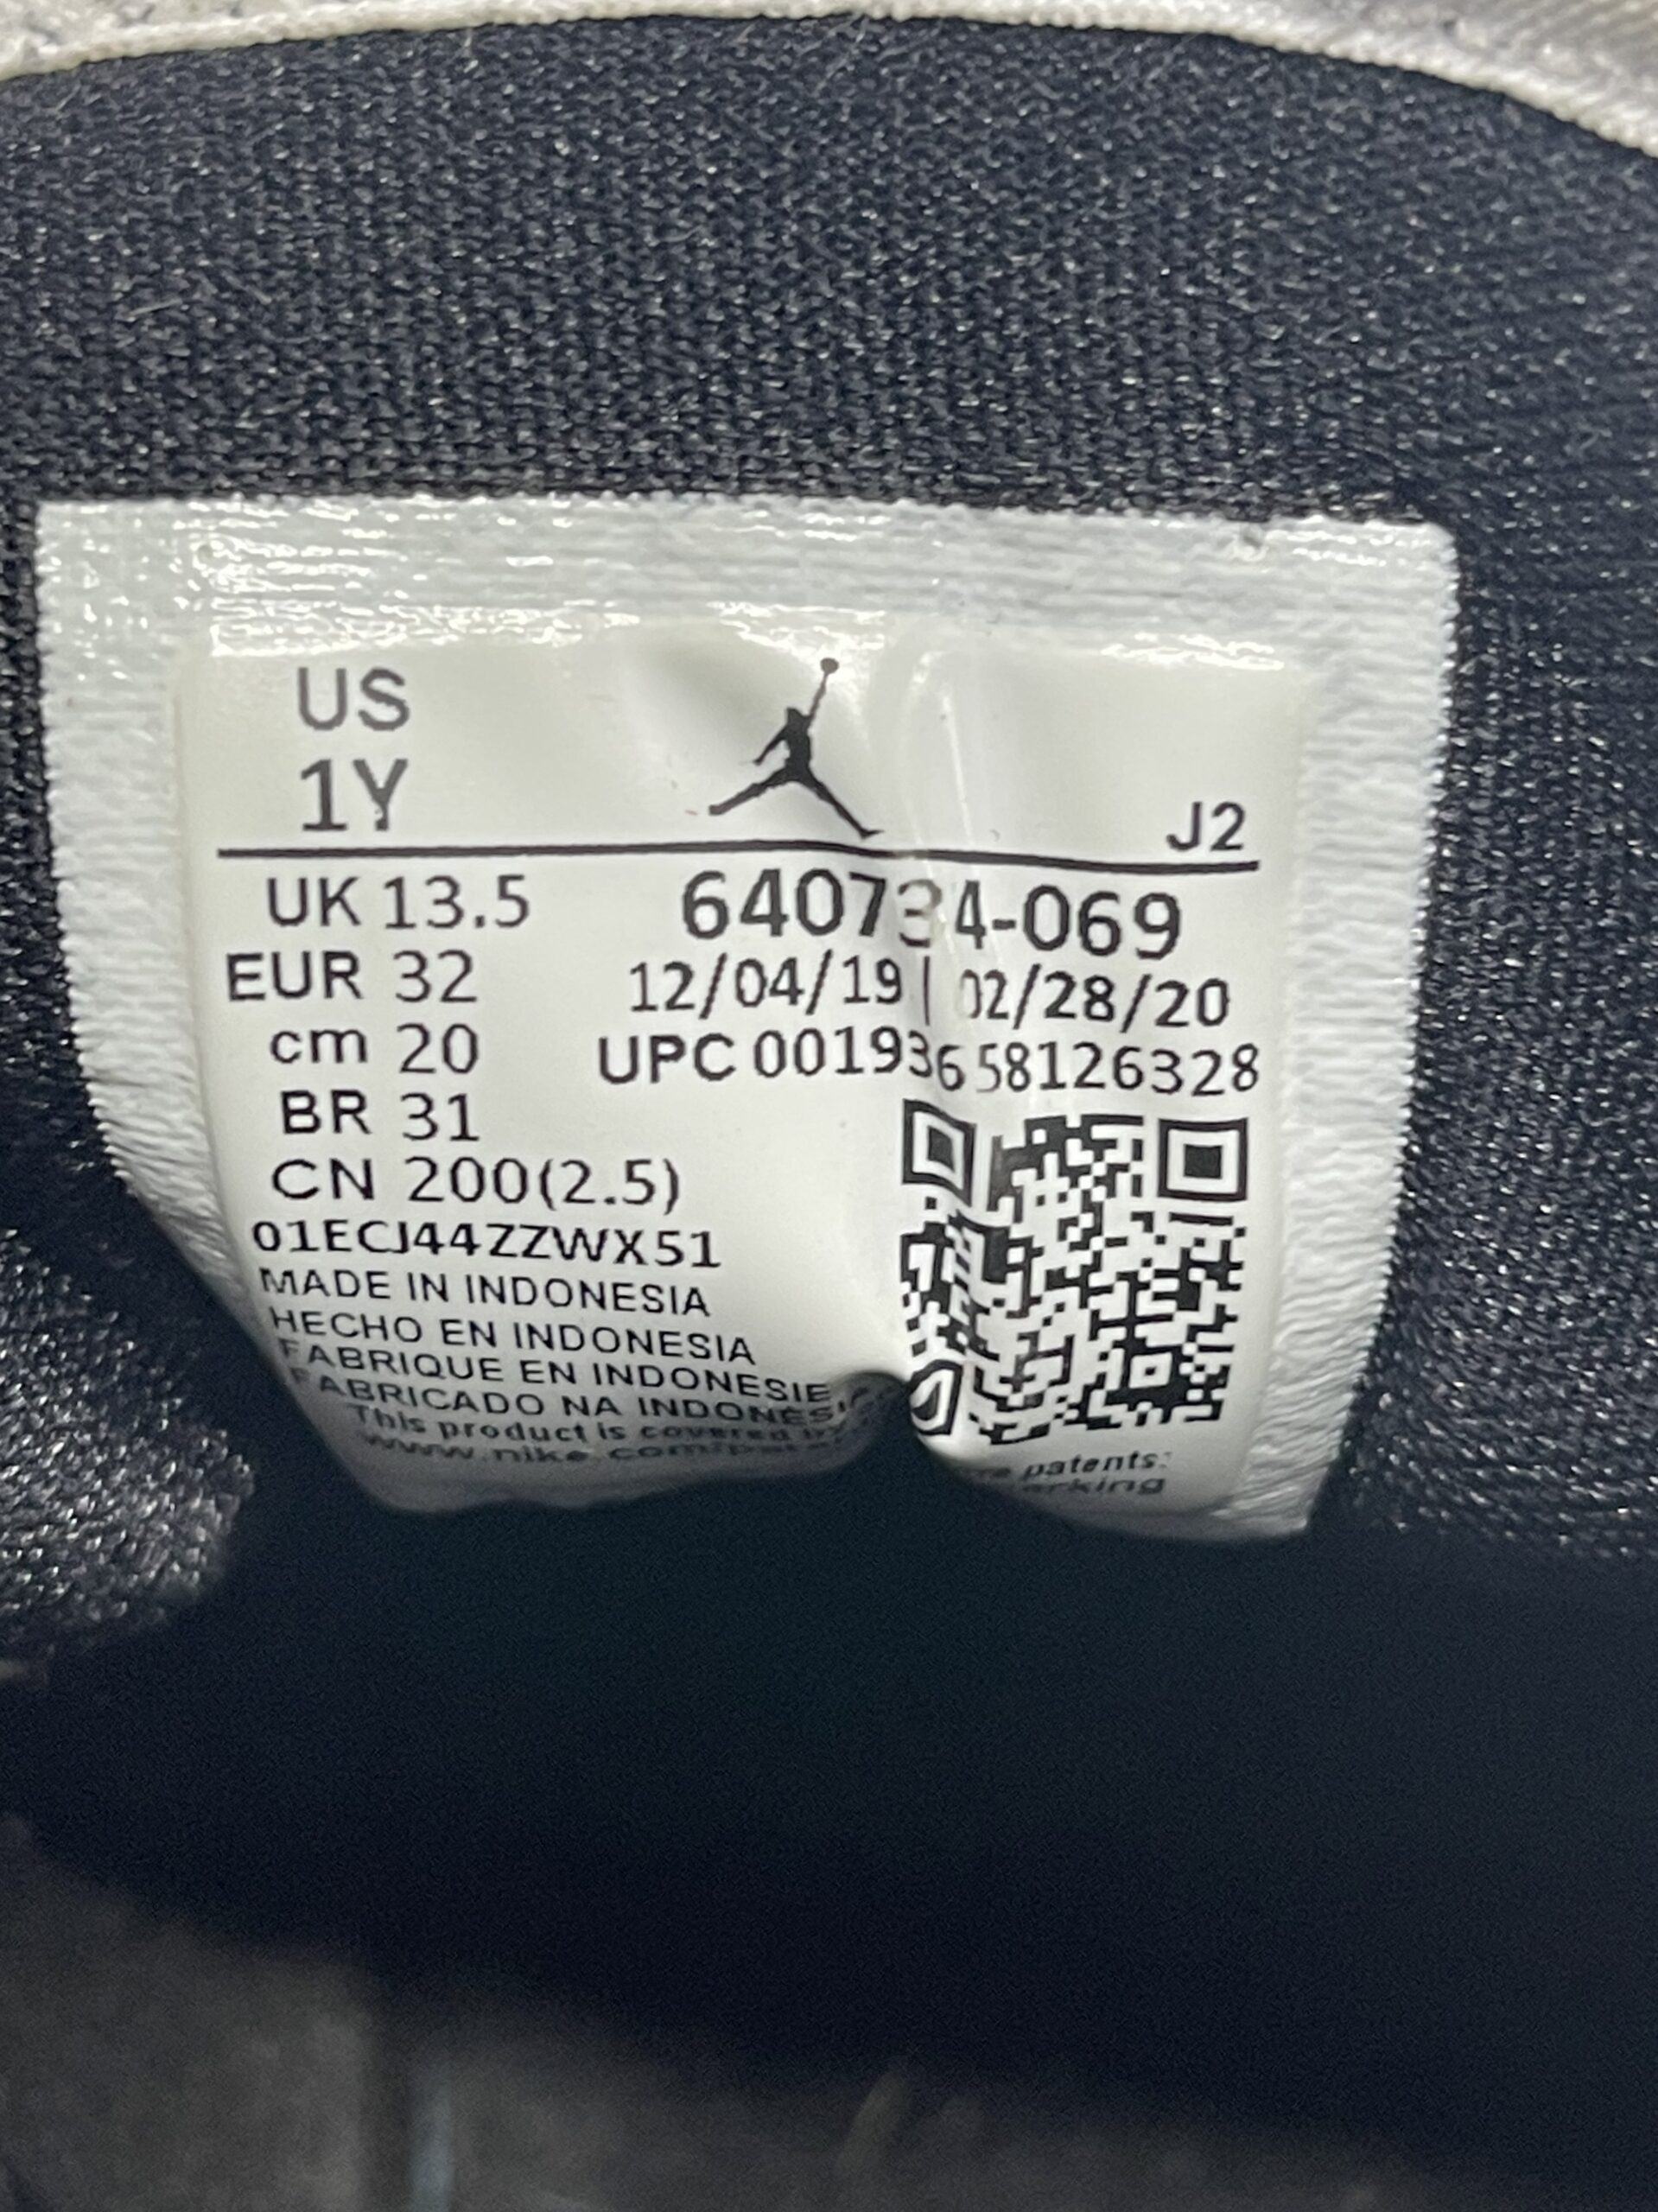 US
1Y
J2
UK 13.5 640734-069
EUR 32 12/04/19 | 02/28/20
cm 20 UPC 00193658126328
BR 31
CN 200(2.5)
01ECJ44ZZWX51
MADE IN INDONESIA
HECHO EN INDONESIA
FABRIQUE EN INDONESIE
FABRICADO NA
This product is covered patents:
www.nike.com